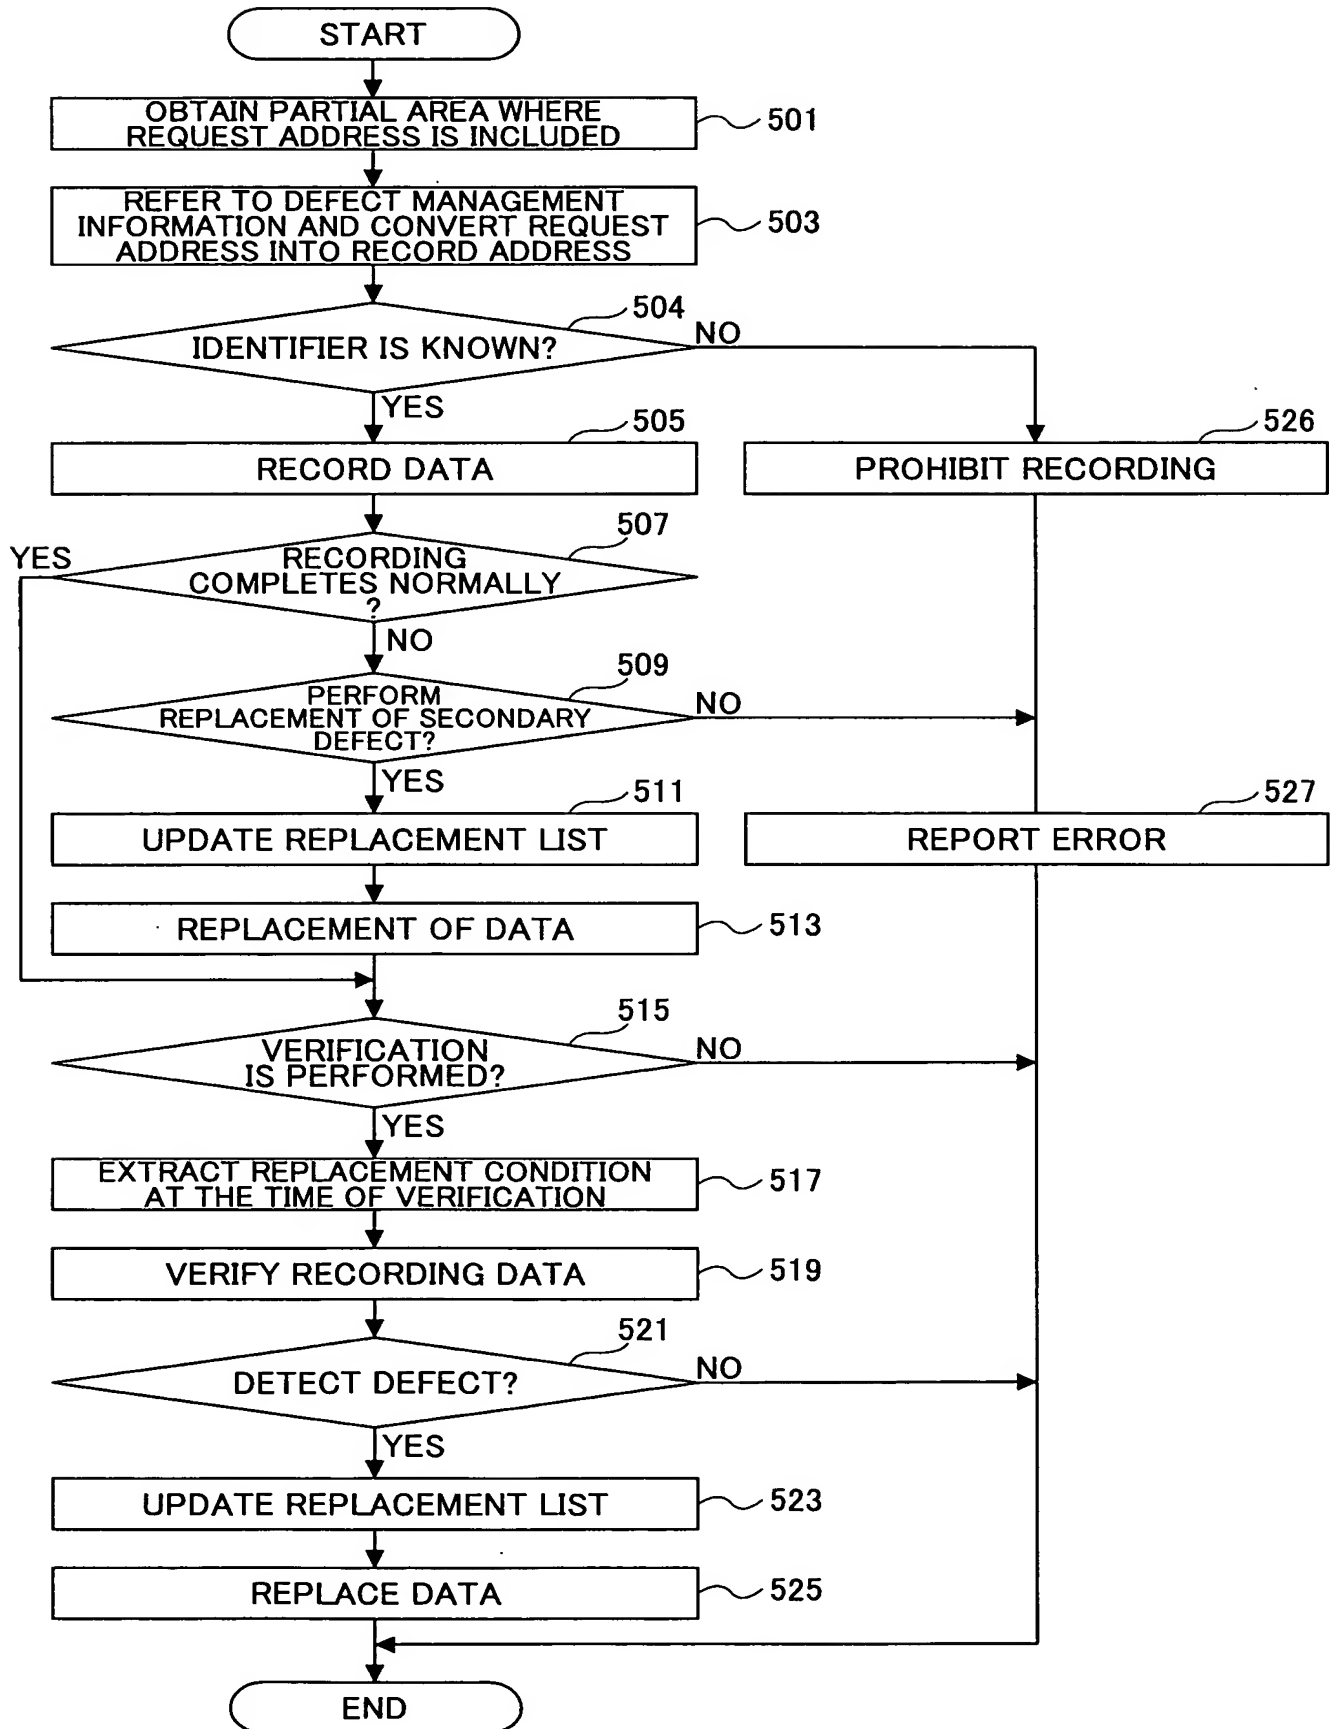 START
OBTAIN PARTIAL AREA WHERE
REQUEST ADDRESS IS INCLUDED
501
REFER TO DEFECT MANAGEMENT
INFORMATION AND CONVERT REQUEST
ADDRESS INTO RECORD ADDRESS
503
504
IDENTIFIER IS KNOWN?
NO
YES
505
RECORD DATA
526
PROHIBIT RECORDING
507
YES
RECORDING
COMPLETES NORMALLY
?
NO
509
PERFORM
REPLACEMENT OF SECONDARY
DEFECT?
NO
YES
511
UPDATE REPLACEMENT LIST
527
REPORT ERROR
REPLACEMENT OF DATA
513
515
VERIFICATION
IS PERFORMED?
NO
YES
EXTRACT REPLACEMENT CONDITION
AT THE TIME OF VERIFICATION
517
VERIFY RECORDING DATA
519
521
DETECT DEFECT?
NO
YES
UPDATE REPLACEMENT LIST
523
REPLACE DATA
525
END